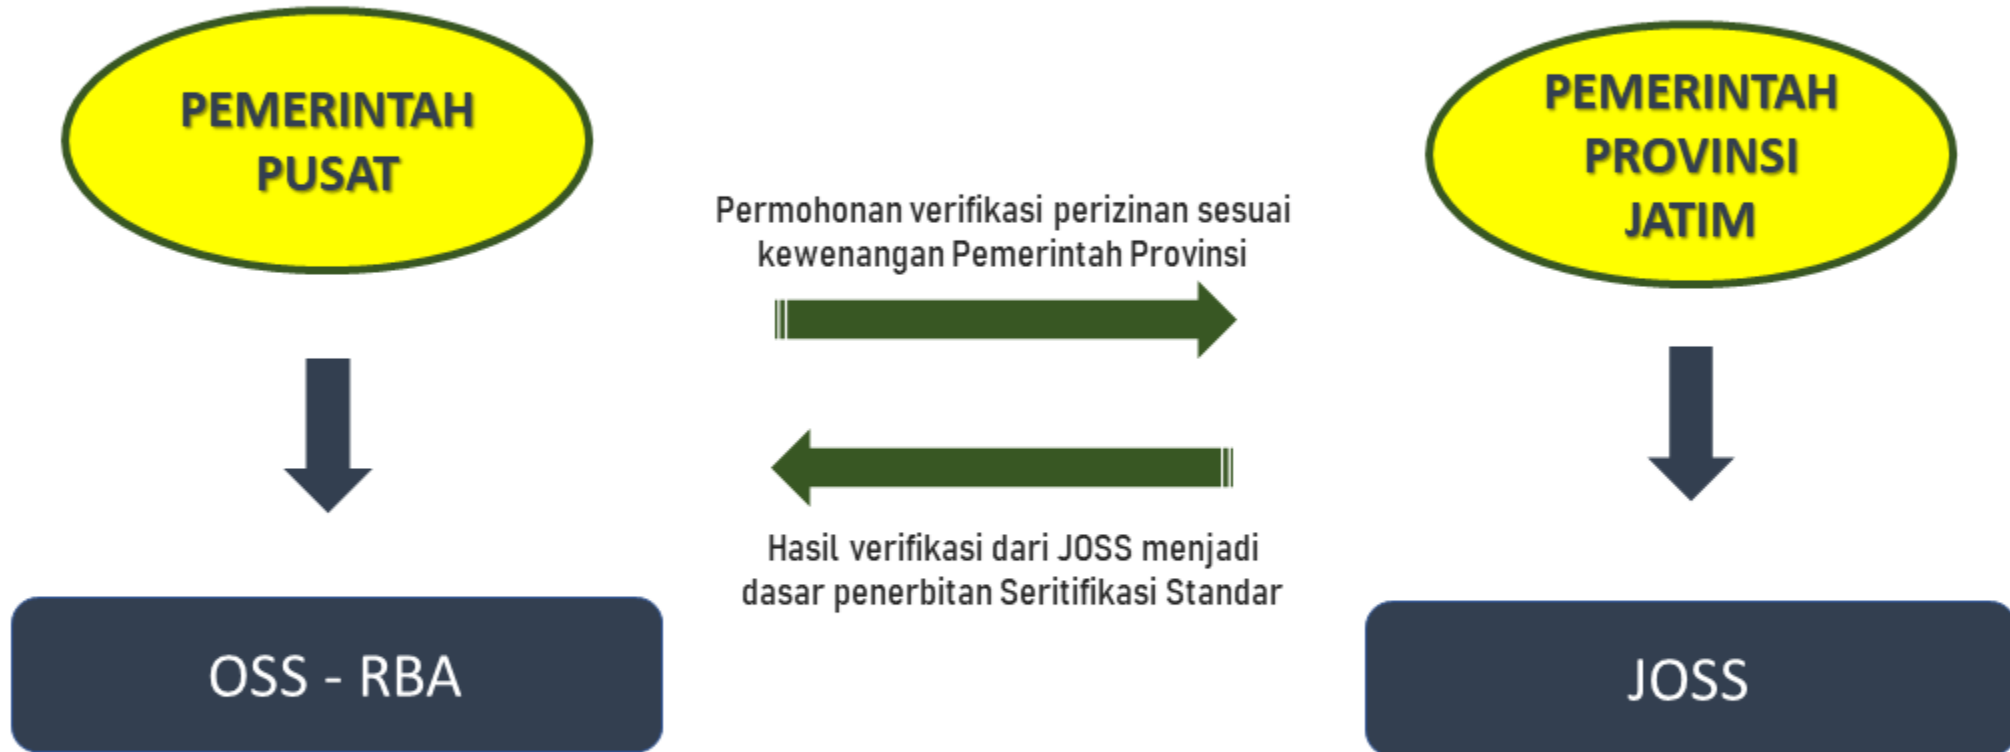 PEMERINTAH
PUSAT
PEMERINTAH
PROVINSI
JATIM
Permohonan verifikasi perizinan sesuai
kewenangan Pemerintah Provinsi
Hasil verifikasi dari JOSS menjadi
dasar penerbitan Seritifikasi Standar
OSS - RBA
JOSS